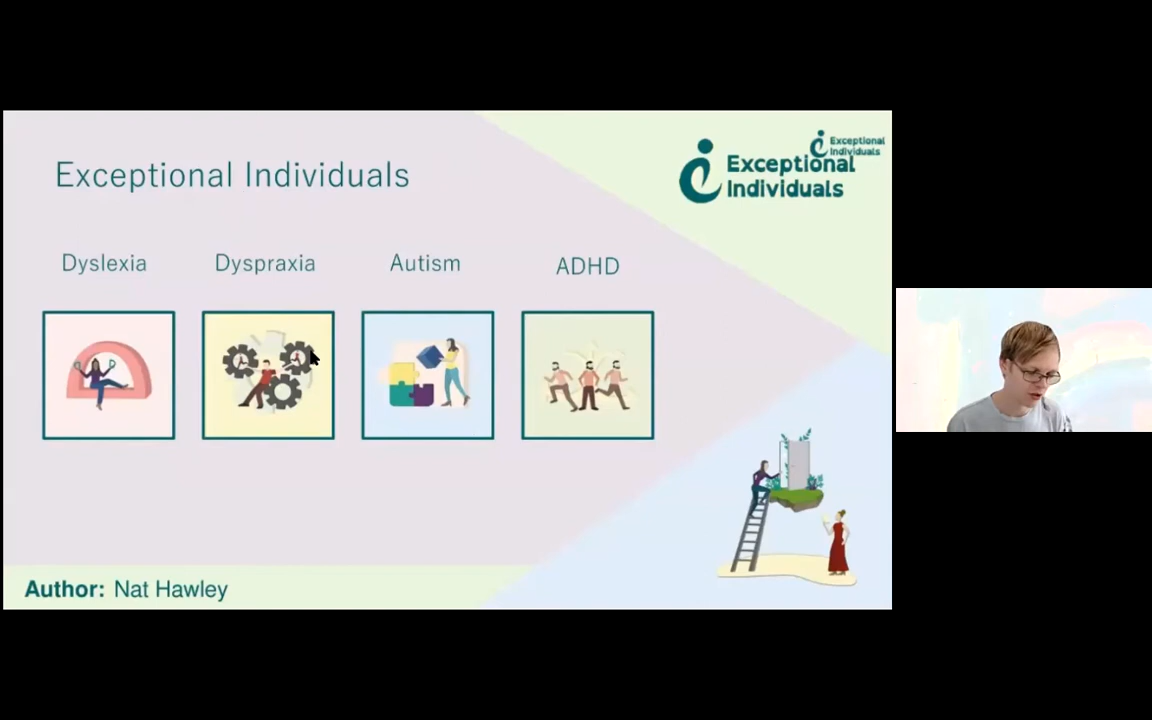 Exceptional Individuals
Exceptional
Individuals
Exceptional
Individuals
Dyslexia
Dyspraxia
Autism
ADHD
Author: Nat Hawley